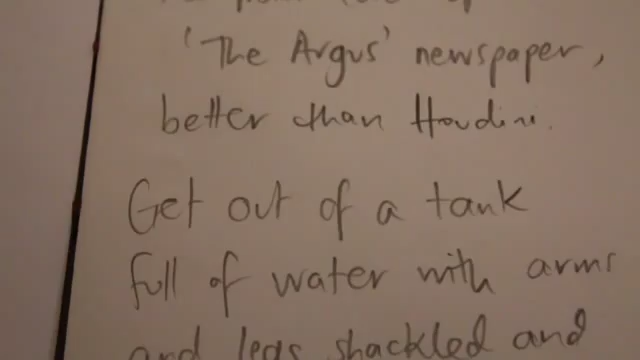 'The Argus' newspaper,
better than Houdini.
Get out of a tank
full of water with arms
and legs shackled and